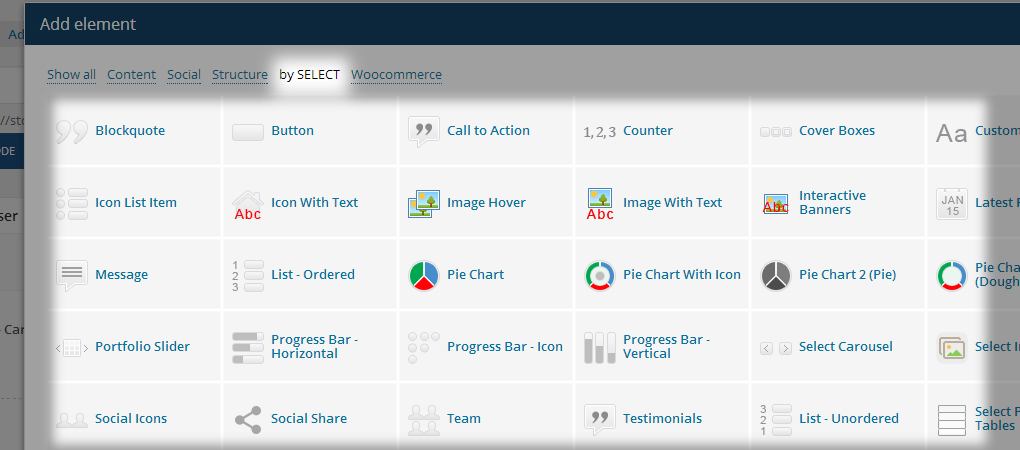 Add element
Ad
Show all Content Social Structure by SELECT Woocommerce
//sto
ODE
ser
Car
Blockquote
Button
Call to Action
1, 2, 3 Counter
Cover Boxes
Aa Custom
Icon List Item
Abc Icon With Text
Image Hover
Abc Image With Text
Abc Interactive
Banners
JAN
15
Latest P
Message
1
2
3
List - Ordered
Pie Chart
Pie Chart With Icon
Pie Chart 2 (Pie)
Pie Cha
(Dough
Portfolio Slider
Progress Bar -
Horizontal
Progress Bar - Icon
Progress Bar -
Vertical
Select Carousel
Select In
Social Icons
Social Share
Team
Testimonials
3
2
1
List - Unordered
Select P
Tables